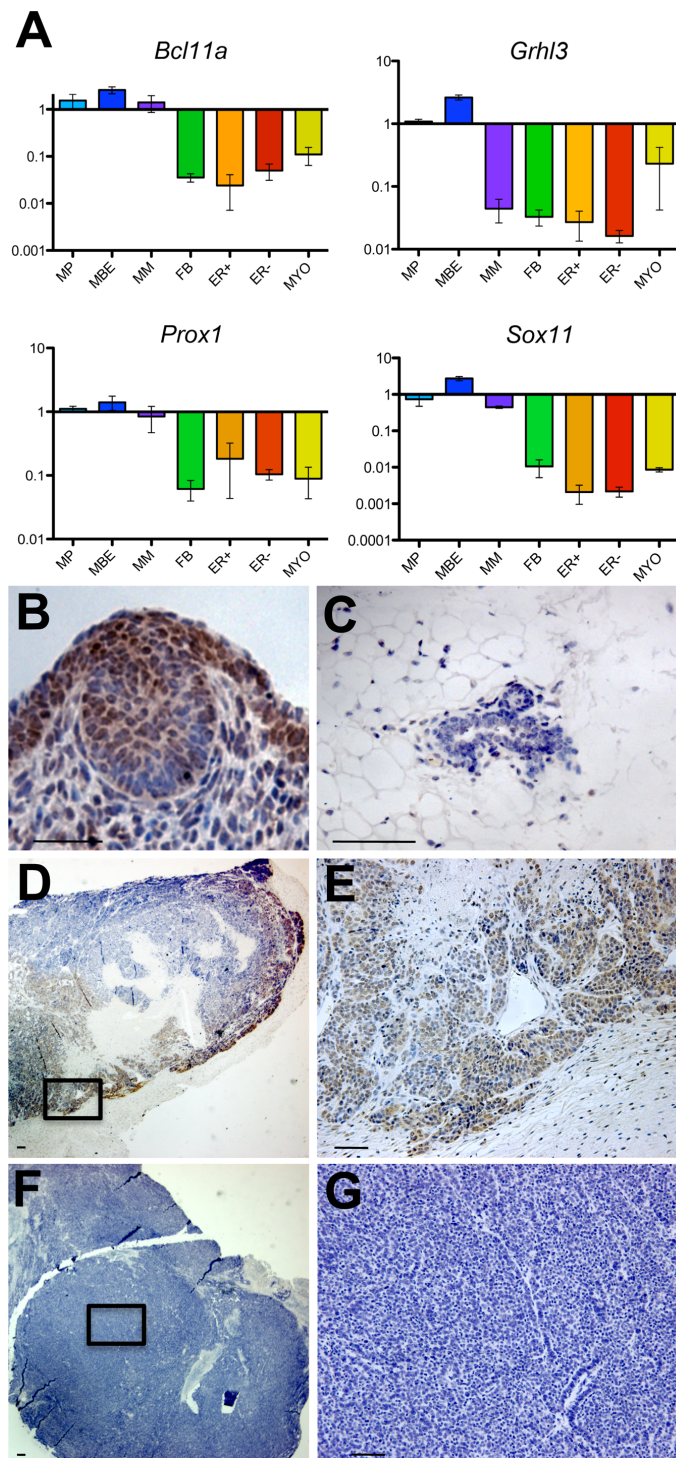 A
Bcl11a
1
0.1
0.01
0.001
MP MBE MM FB ER+ ER- MYO
Grhl3
10
1
0.1
0.01
MP MBE MM FB ER+ ER- MYO
Prox1
10
1
0.1
0.01
MP MBE MM FB ER+ ER- MYO
Sox11
10
1
0.1
0.01
0.001
0.0001
MP MBE MM FB ER+ ER- MYO
B
C
D
E
F
G